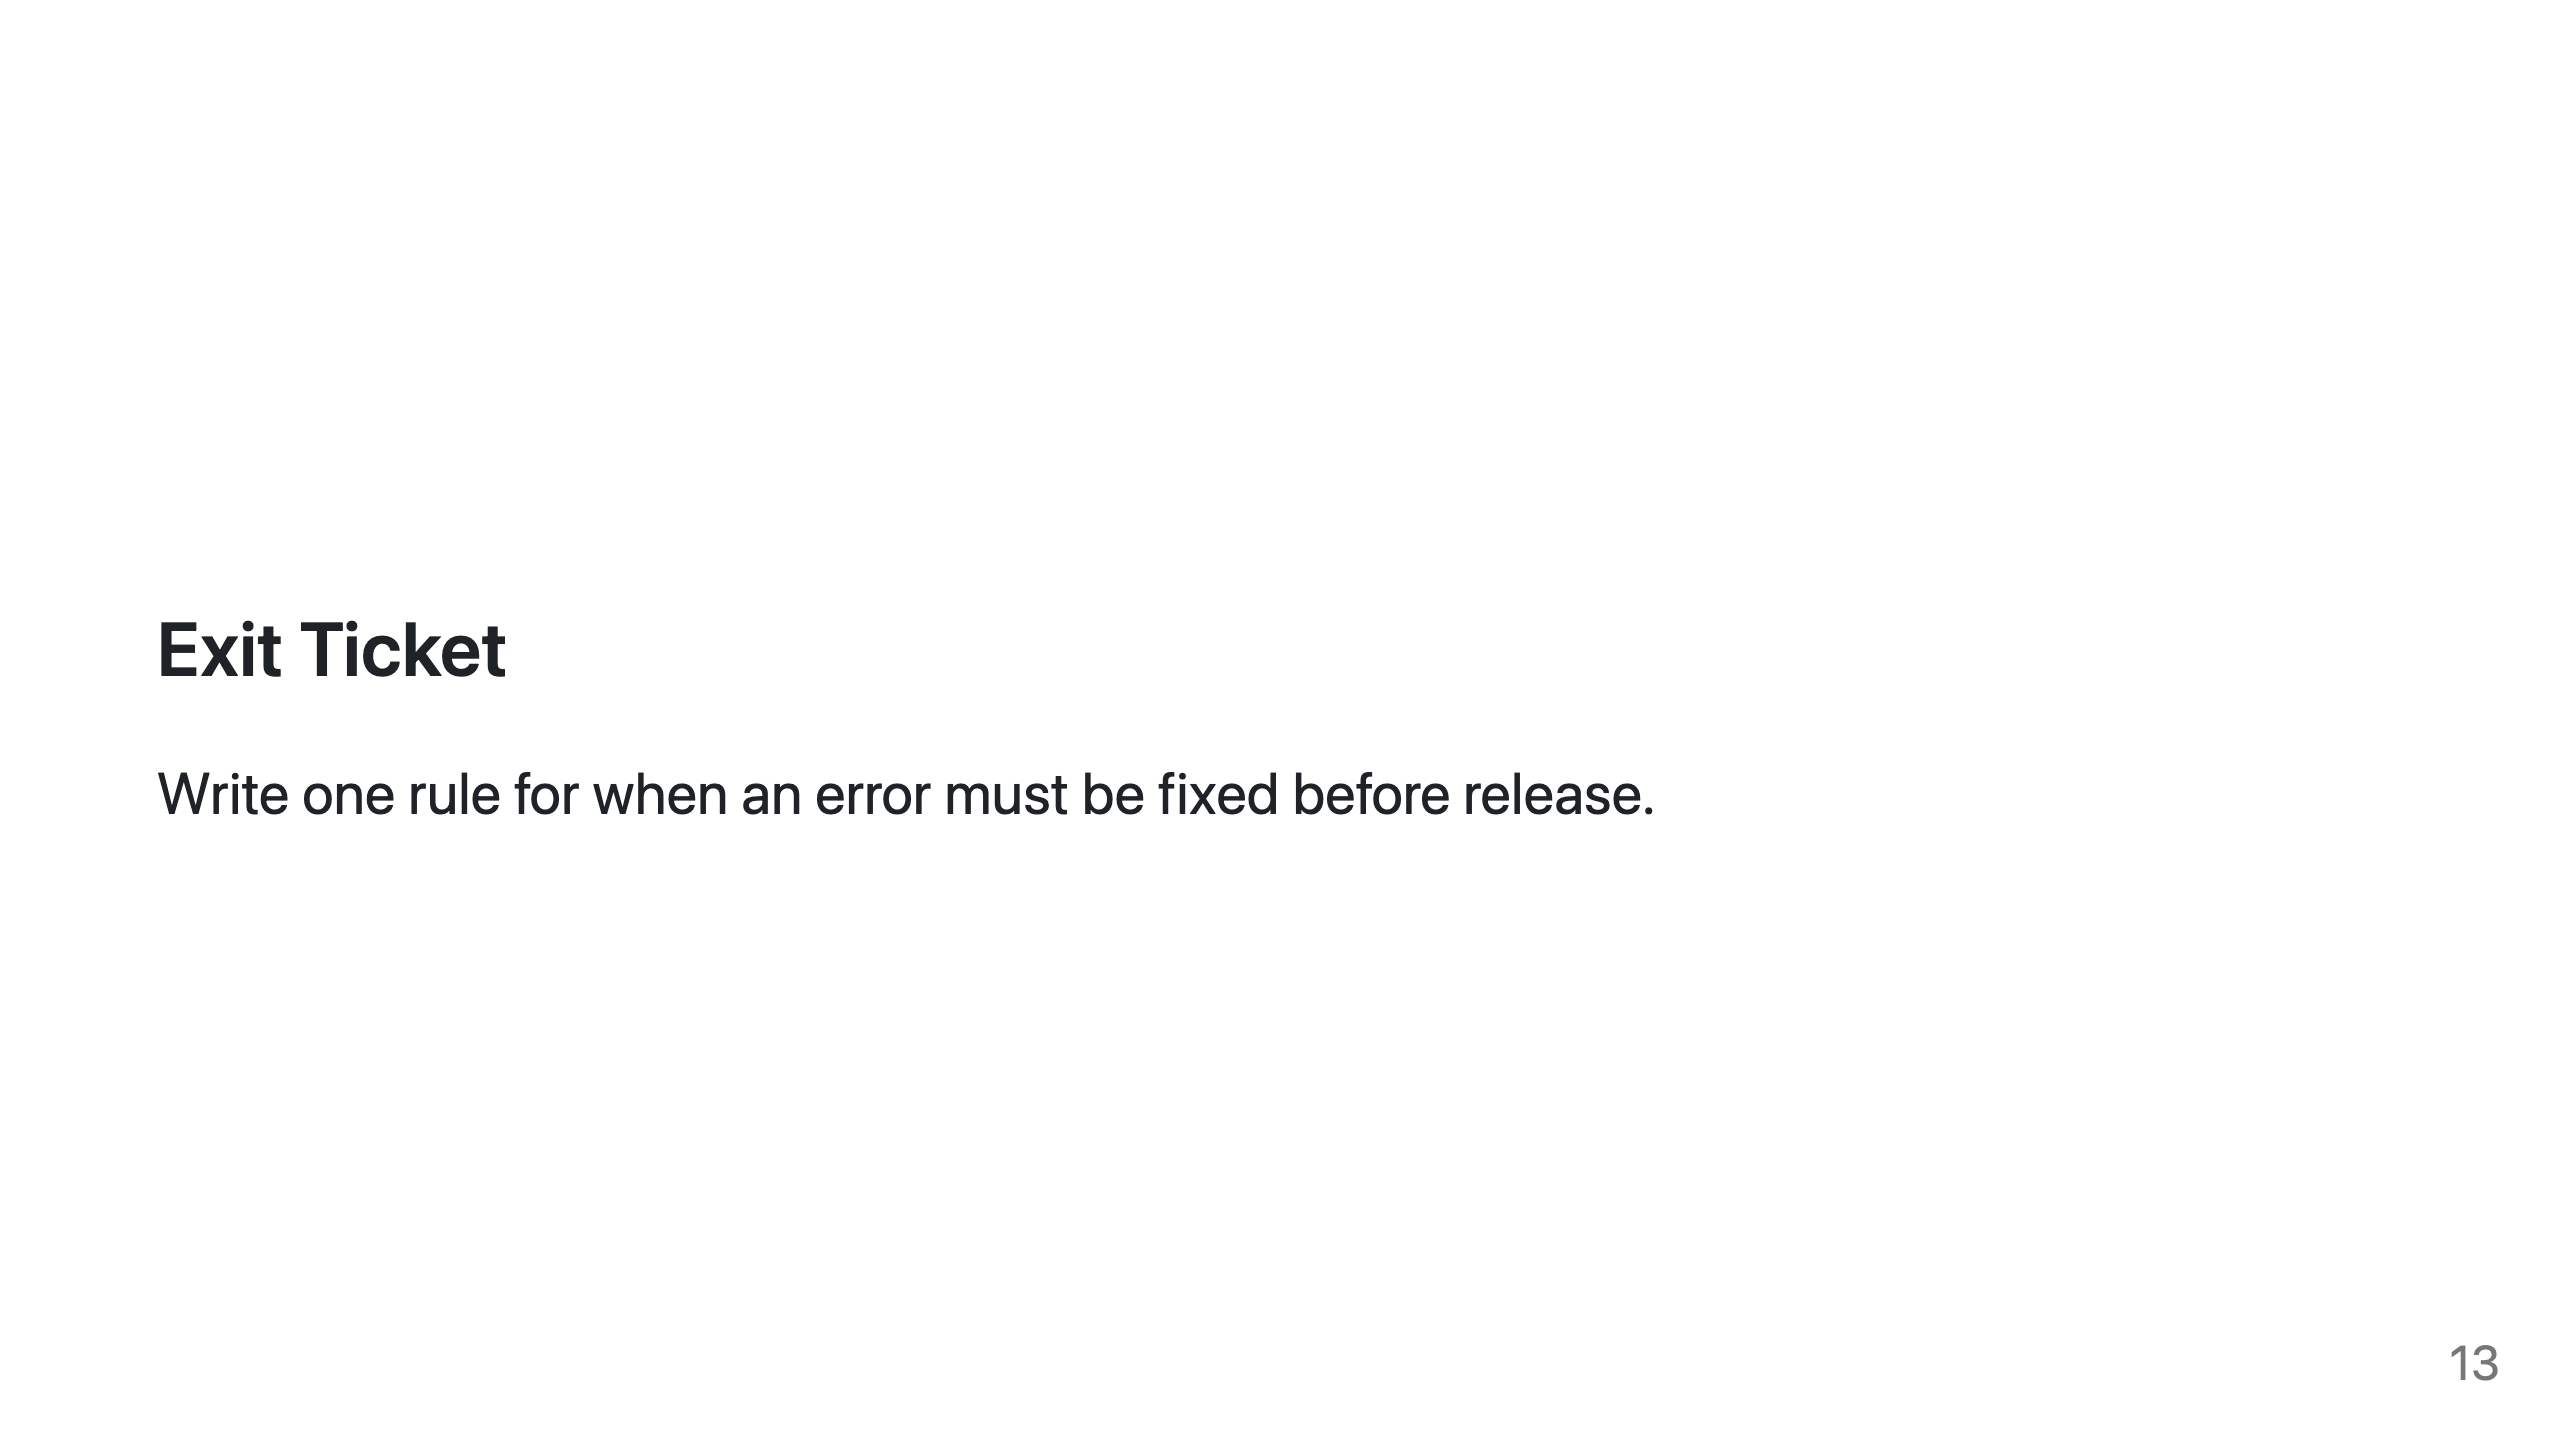 Exit Ticket
Write one rule for when an error must be fixed before release.
13